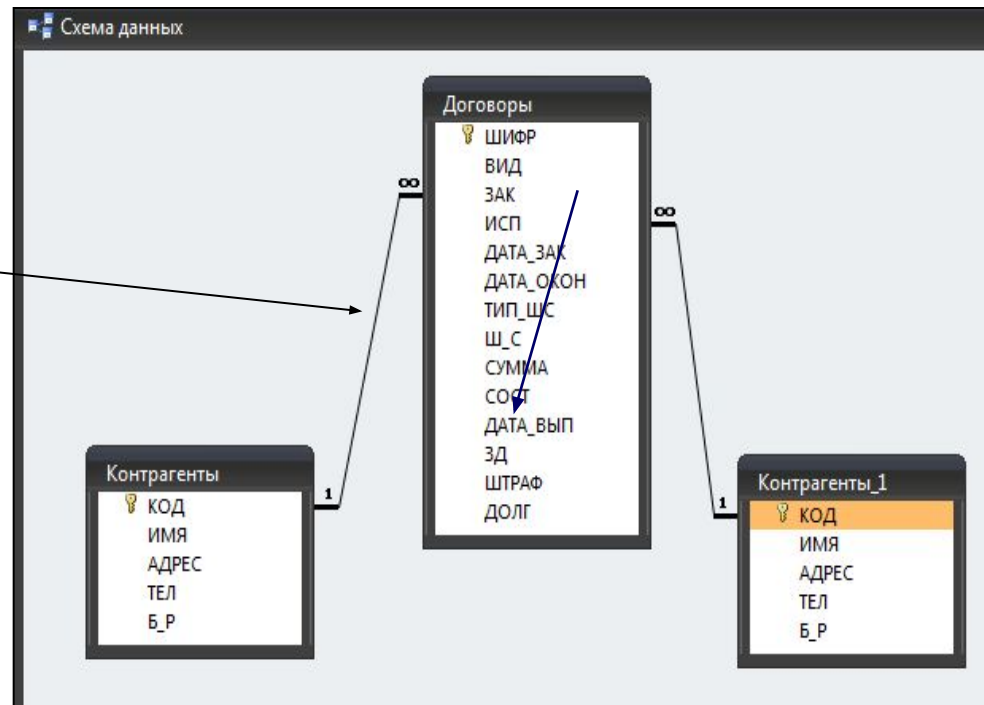 Схема данных
Договоры
ШИФР
ВИД
ЗАК
ИСП
ДАТА_ЗАК
ДАТА_ОКОН
ТИП_ШС
Ш_С
СУММА
СОСТ
ДАТА_ВЫП
ЗД
ШТРАФ
ДОЛГ
∞
∞
Контрагенты
КОД
ИМЯ
АДРЕС
ТЕЛ
Б_Р
1
1
Контрагенты_1
КОД
ИМЯ
АДРЕС
ТЕЛ
Б_Р